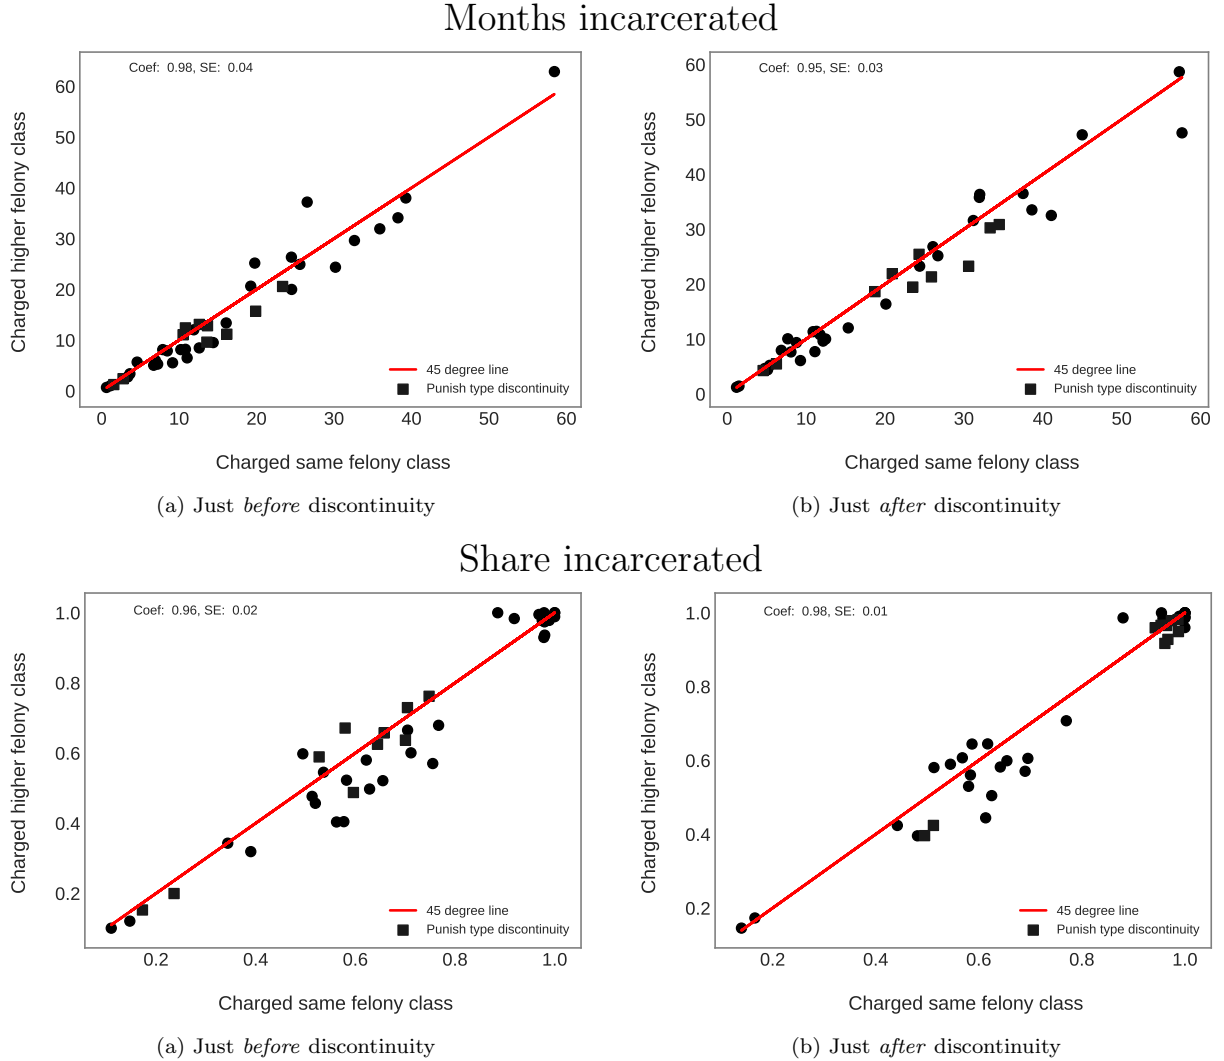 Months incarcerated
Coef: 0.98, SE: 0.04
Charged higher felony class
60
50
40
30
20
10
0
45 degree line
Punish type discontinuity
0 10 20 30 40 50 60
Charged same felony class
(a) Just before discontinuity
Coef: 0.95, SE: 0.03
Charged higher felony class
60
50
40
30
20
10
0
45 degree line
Punish type discontinuity
0 10 20 30 40 50 60
Charged same felony class
(b) Just after discontinuity
Share incarcerated
Coef: 0.96, SE: 0.02
Charged higher felony class
1.0
0.8
0.6
0.4
0.2
45 degree line
Punish type discontinuity
0.2 0.4 0.6 0.8 1.0
Charged same felony class
(a) Just before discontinuity
Coef: 0.98, SE: 0.01
Charged higher felony class
1.0
0.8
0.6
0.4
0.2
45 degree line
Punish type discontinuity
0.2 0.4 0.6 0.8 1.0
Charged same felony class
(b) Just after discontinuity